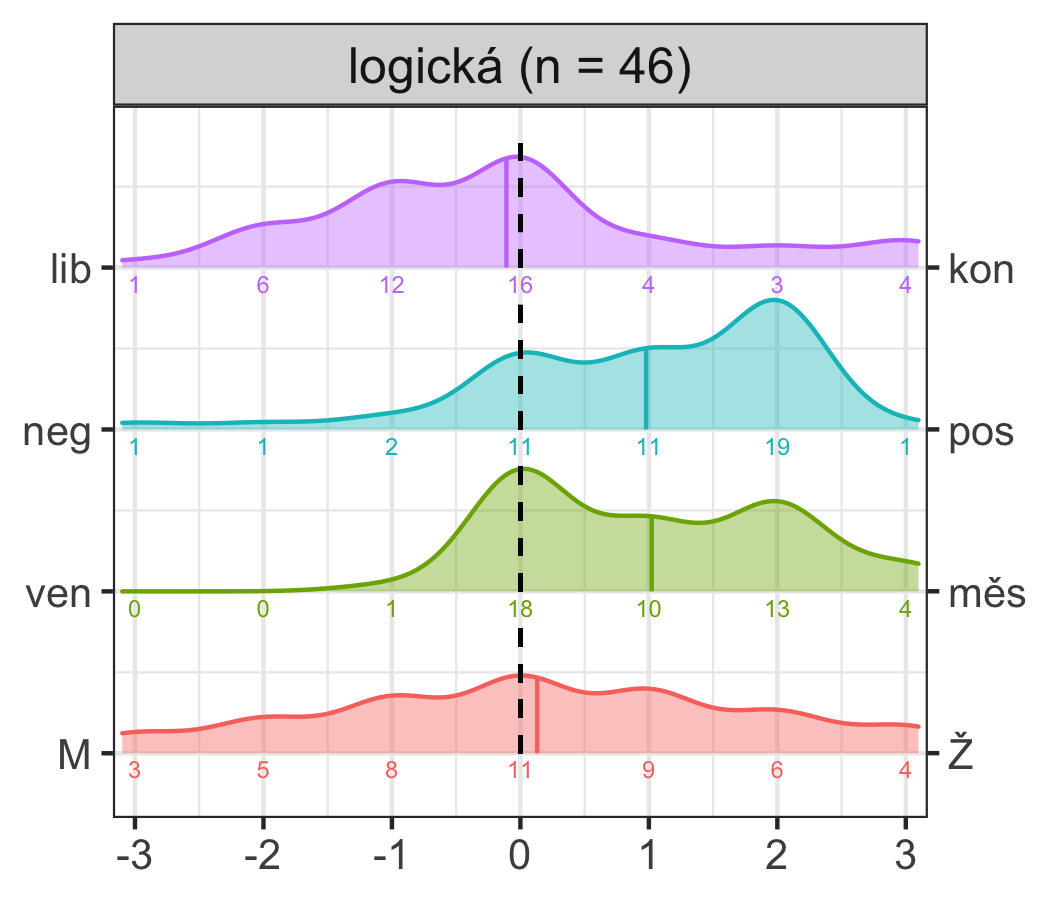 logická (n = 46)
lib kon
1 6 12 16 4 3 4
neg pos
1 1 2 11 11 19 1
ven měs
0 0 1 18 10 13 4
M Ž
3 5 8 11 9 6 4
-3 -2 -1 0 1 2 3